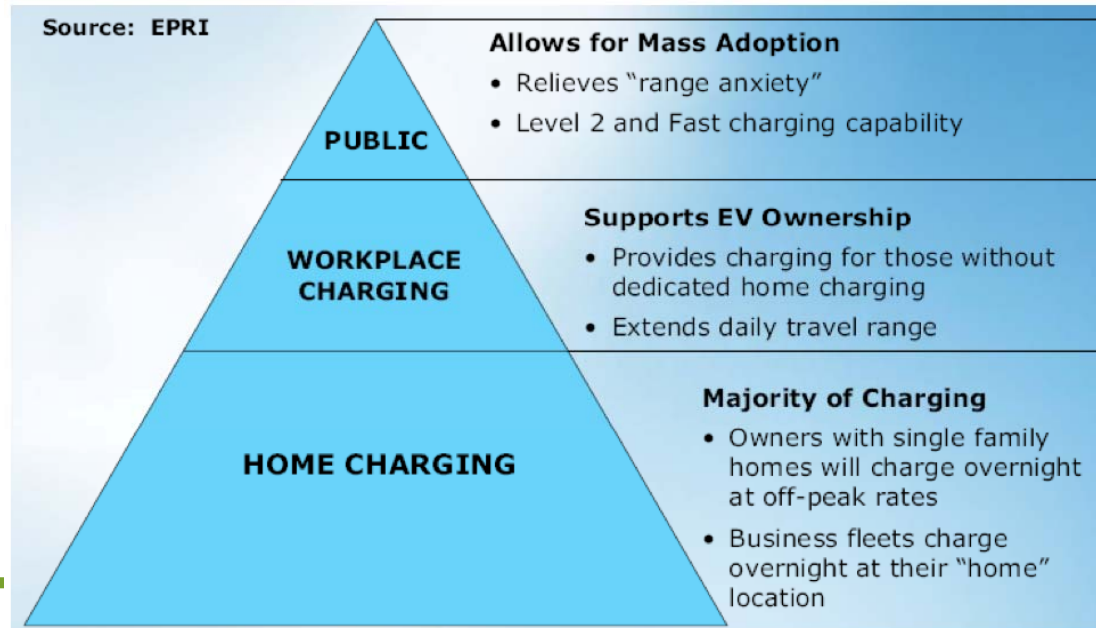 Source: EPRI
PUBLIC
Allows for Mass Adoption
• Relieves “range anxiety”
• Level 2 and Fast charging capability
WORKPLACE
CHARGING
Supports EV Ownership
• Provides charging for those without
dedicated home charging
• Extends daily travel range
HOME CHARGING
Majority of Charging
• Owners with single family
homes will charge overnight
at off-peak rates
• Business fleets charge
overnight at their “home”
location